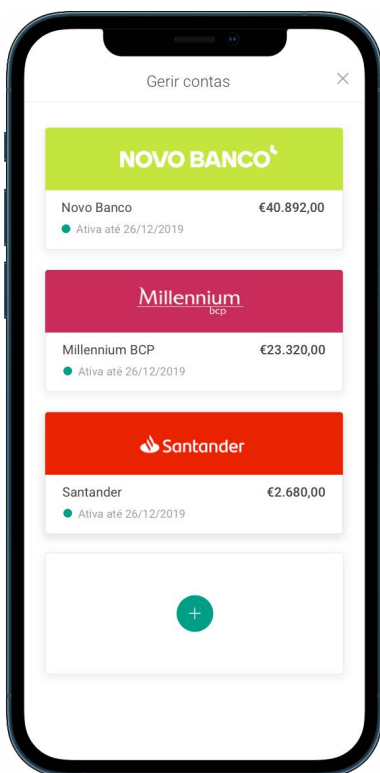 Gerir contas
NOVO BANCO
Novo Banco €40.892,00
Ativa até 26/12/2019
Millennium
bcp
Millennium BCP €23.320,00
Ativa até 26/12/2019
Santander
Santander €2.680,00
Ativa até 26/12/2019